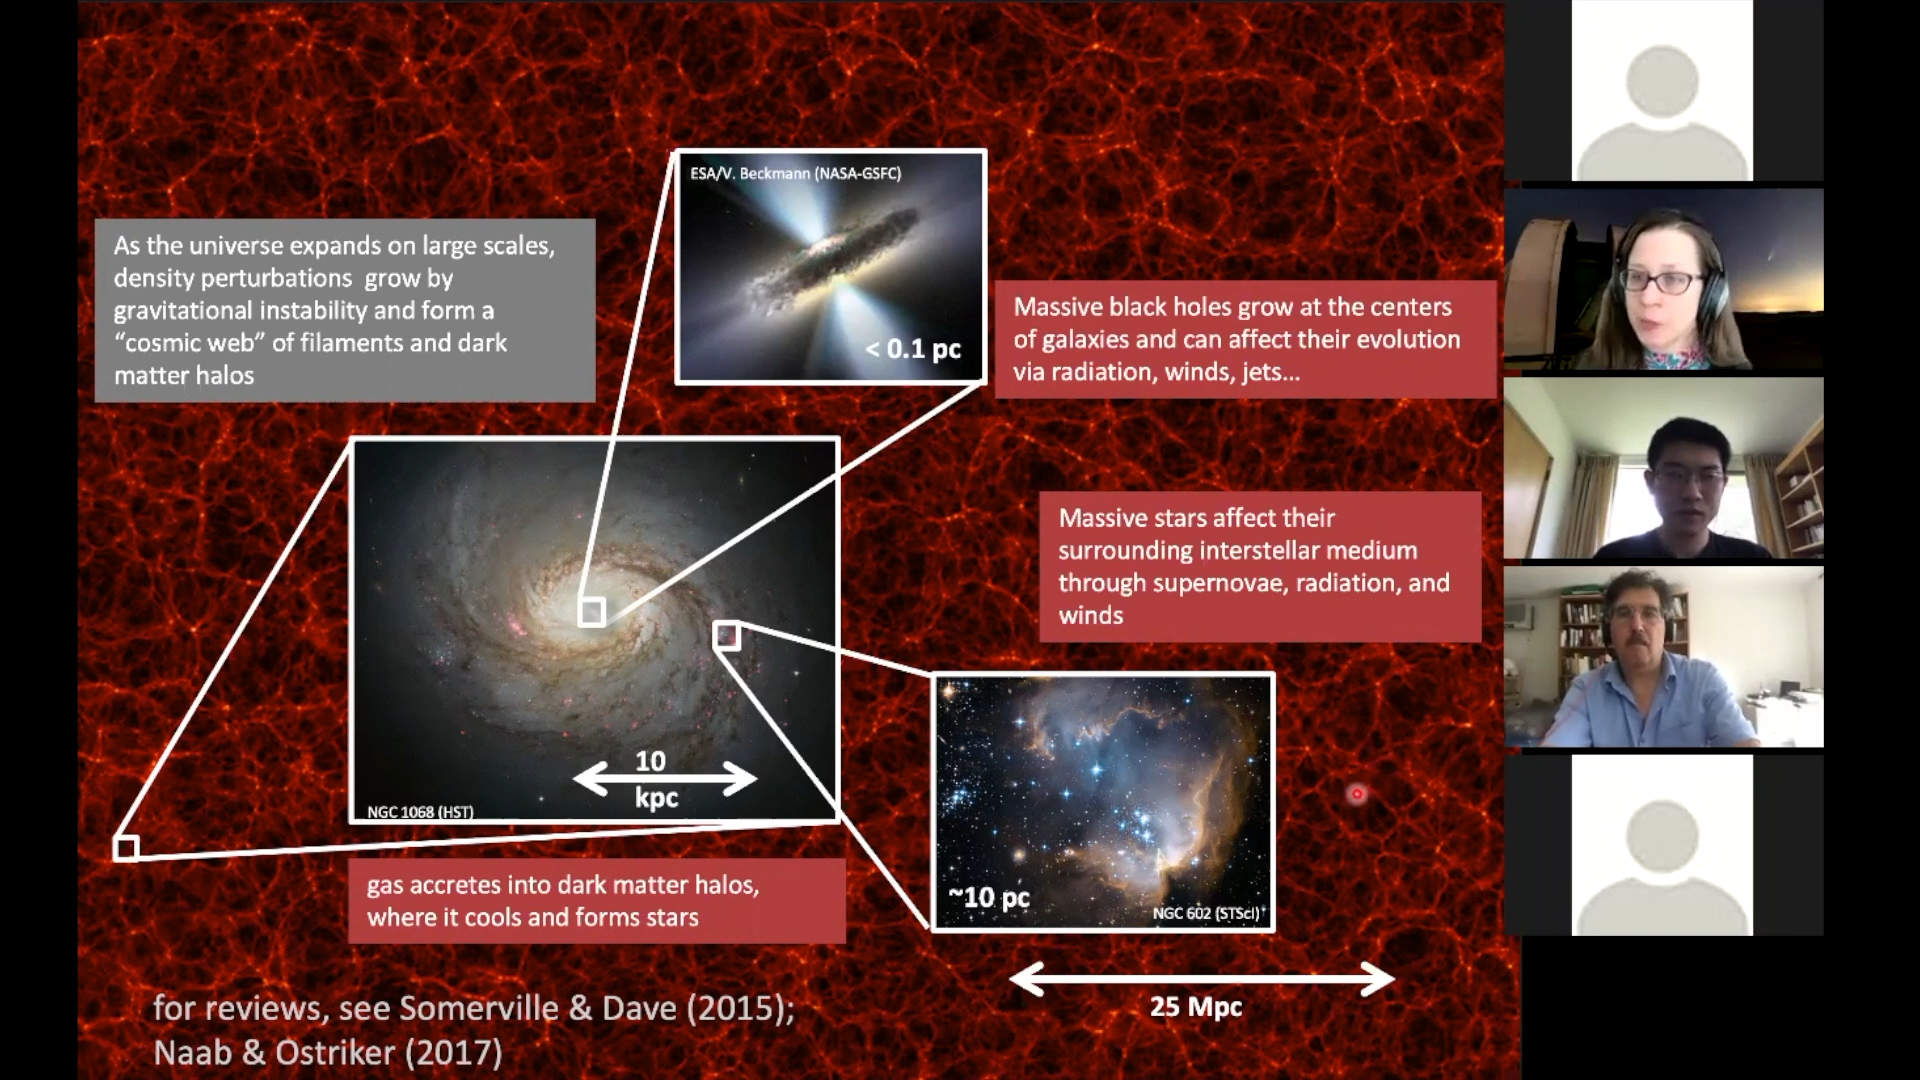 ESA/V. Beckmann (NASA-GSFC)
< 0.1 pc
As the universe expands on large scales,
density perturbations grow by
gravitational instability and form a
“cosmic web” of filaments and dark
matter halos
Massive black holes grow at the centers
of galaxies and can affect their evolution
via radiation, winds, jets...
Massive stars affect their
surrounding interstellar medium
through supernovae, radiation, and
winds
10
kpc
NGC 1068 (HST)
gas accretes into dark matter halos,
where it cools and forms stars
~10 pc
NGC 602 (STScI)
25 Mpc
for reviews, see Somerville & Dave (2015);
Naab & Ostriker (2017)